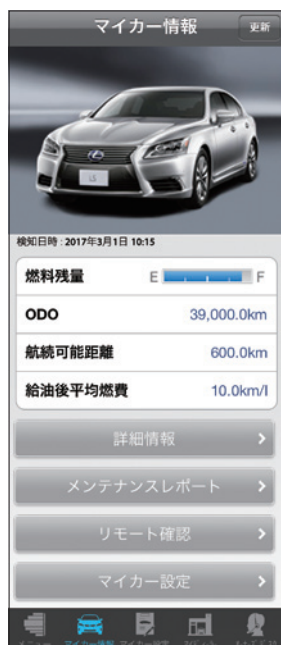 マイカー情報 更新
LS
検知日時:2017年3月1日 10:15
燃料残量 E F
ODO 39,000.0km
航続可能距離 600.0km
給油後平均燃費 10.0km/l
詳細情報
メンテナンスレポート
リモート確認
マイカー設定
メニュー マイカー情報